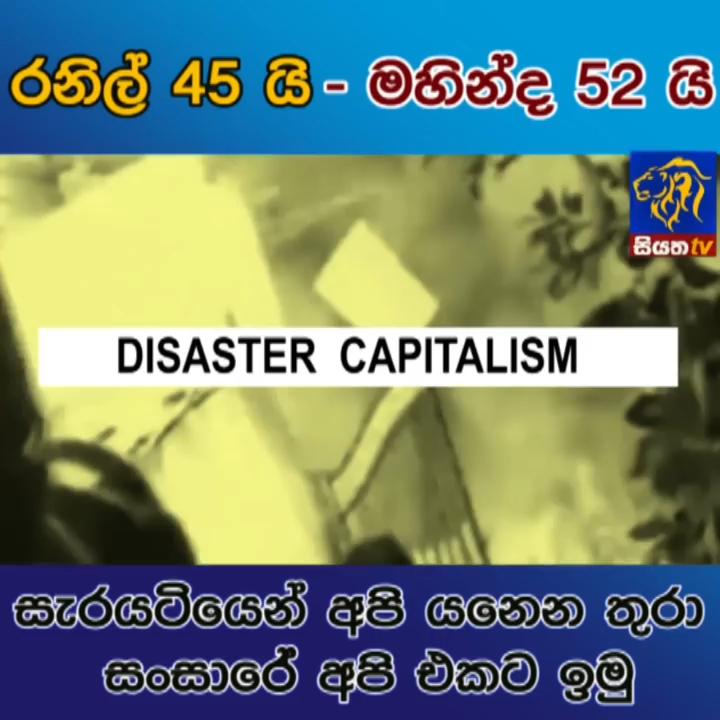 රනිල් 45 යි - මහින්ද 52 යි
සියත tv
DISASTER CAPITALISM
සැරයටියෙන් අපි යනෙන තුරා
සංසාරේ අපි එකට ඉමු